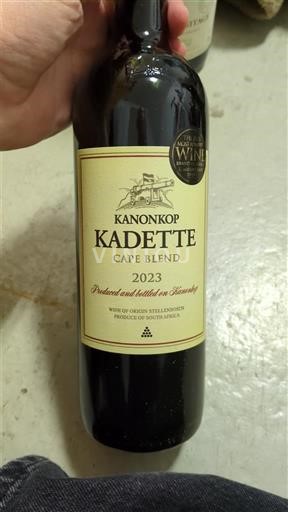 KANONKOP
KADETTE
CAPE BLEND
2023
Produced and bottled on Kanonkop
WINE OF ORIGIN STELLENBOSCH
PRODUCE OF SOUTH AFRICA
MOST
WINE